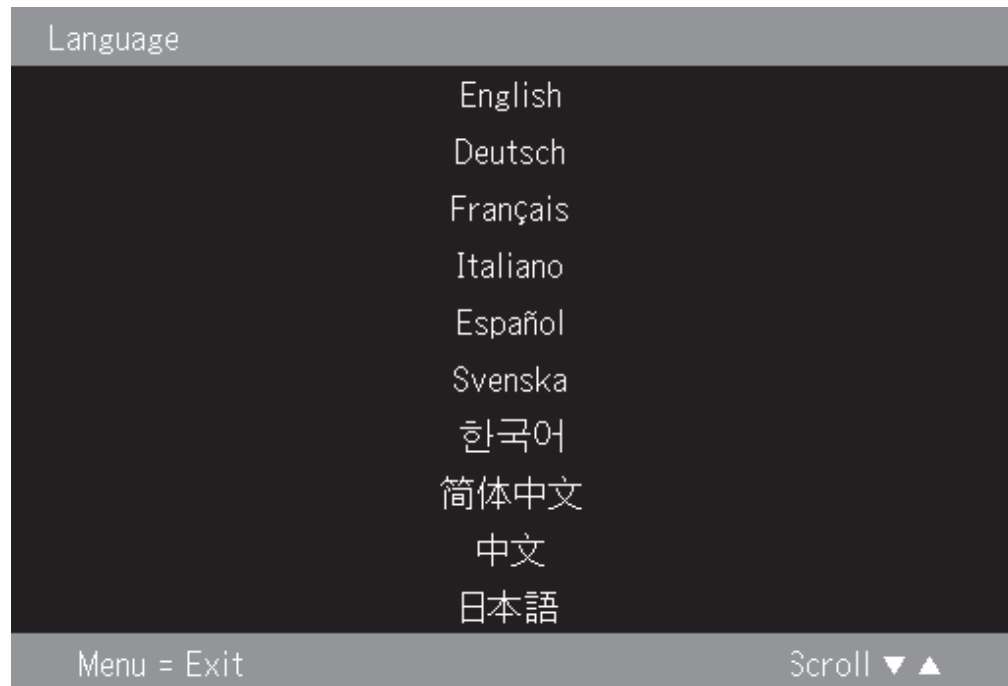 Language
English
Deutsch
Français
Italiano
Español
Svenska
한국어
简体中文
中文
日本語
Menu = Exit Scroll ▼ ▲